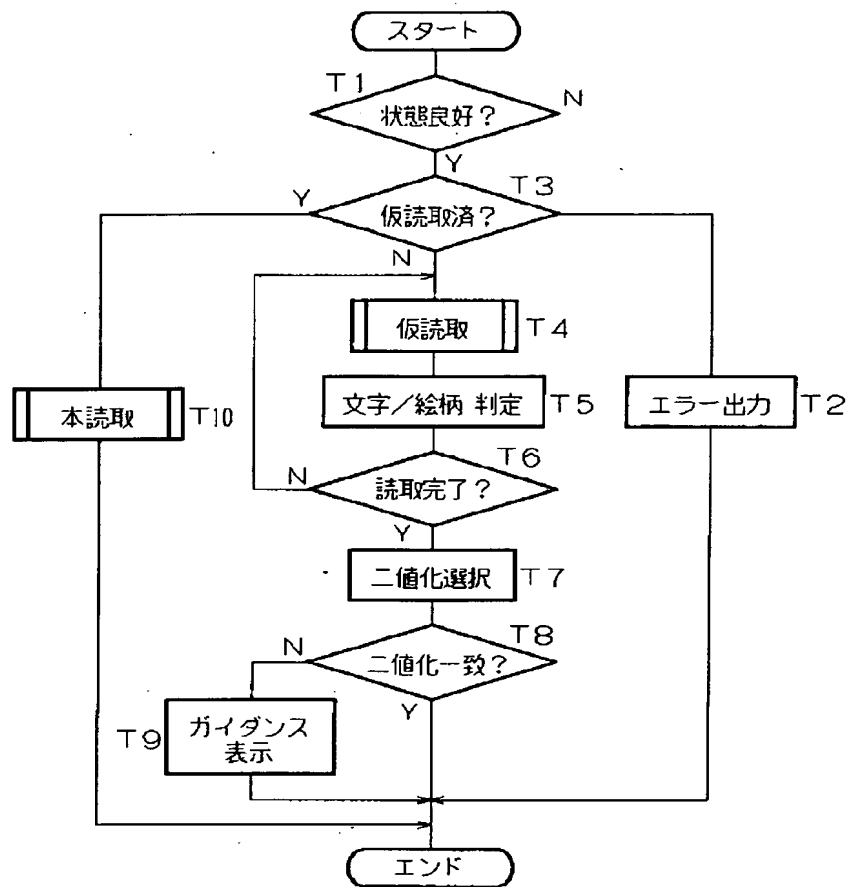 スタート
T1
状態良好?
N
Y
T3
Y
仮読取済?
N
仮読取
T4
本読取
T10
文字/絵柄 判定
T5
エラー出力
T2
T6
N
読取完了?
Y
二値化選択
T7
T8
N
二値化一致?
Y
T9
ガイダンス
表示
エンド